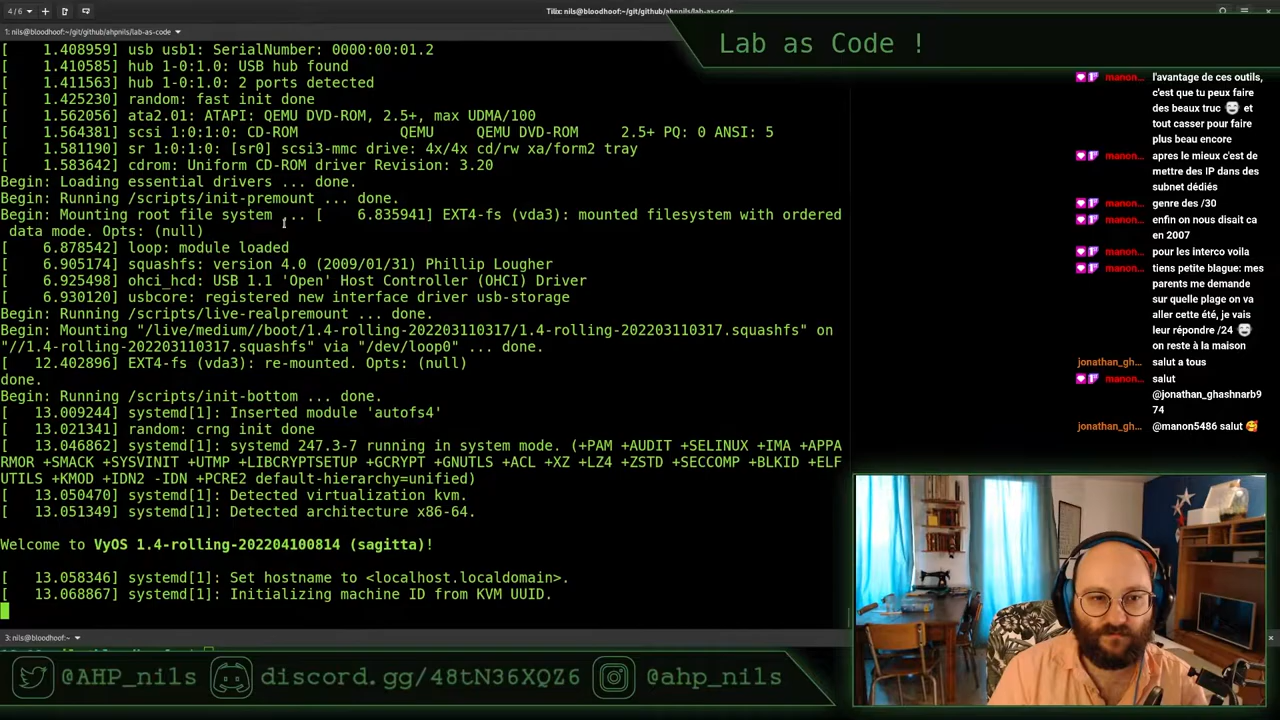 4 / 6
Tilix: nils@bloodhoof:~/git/github/ahpnils/lab-as-code
1: nils@bloodhoof:~/git/github/ahpnils/lab-as-code
Lab as Code !
[    1.408959] usb usb1: SerialNumber: 0000:00:01.2
[    1.410585] hub 1-0:1.0: USB hub found
[    1.411563] hub 1-0:1.0: 2 ports detected
[    1.425230] random: fast init done
[    1.562056] ata2.01: ATAPI: QEMU DVD-ROM, 2.5+, max UDMA/100
[    1.564381] scsi 1:0:1:0: CD-ROM            QEMU     QEMU DVD-ROM     2.5+ PQ: 0 ANSI: 5
[    1.581190] sr 1:0:1:0: [sr0] scsi3-mmc drive: 4x/4x cd/rw xa/form2 tray
[    1.583642] cdrom: Uniform CD-ROM driver Revision: 3.20
Begin: Loading essential drivers ... done.
Begin: Running /scripts/init-premount ... done.
Begin: Mounting root file system ... [    6.835941] EXT4-fs (vda3): mounted filesystem with ordered
 data mode. Opts: (null)
[    6.878542] loop: module loaded
[    6.905174] squashfs: version 4.0 (2009/01/31) Phillip Lougher
[    6.925498] ohci_hcd: USB 1.1 'Open' Host Controller (OHCI) Driver
[    6.930120] usbcore: registered new interface driver usb-storage
Begin: Running /scripts/live-realpremount ... done.
Begin: Mounting "/live/medium//boot/1.4-rolling-202203110317/1.4-rolling-202203110317.squashfs" on
"//1.4-rolling-202203110317.squashfs" via "/dev/loop0" ... done.
[   12.402896] EXT4-fs (vda3): re-mounted. Opts: (null)
done.
Begin: Running /scripts/init-bottom ... done.
[   13.009244] systemd[1]: Inserted module 'autofs4'
[   13.021341] random: crng init done
[   13.046862] systemd[1]: systemd 247.3-7 running in system mode. (+PAM +AUDIT +SELINUX +IMA +APPA
RMOR +SMACK +SYSVINIT +UTMP +LIBCRYPTSETUP +GCRYPT +GNUTLS +ACL +XZ +LZ4 +ZSTD +SECCOMP +BLKID +ELF
UTILS +KMOD +IDN2 -IDN +PCRE2 default-hierarchy=unified)
[   13.050470] systemd[1]: Detected virtualization kvm.
[   13.051349] systemd[1]: Detected architecture x86-64.
Welcome to VyOS 1.4-rolling-202204100814 (sagitta)!
[   13.058346] systemd[1]: Set hostname to <localhost.localdomain>.
[   13.068867] systemd[1]: Initializing machine ID from KVM UUID.
3: nils@bloodhoof:~
manon... l'avantage de ces outils,
c'est que tu peux faire
des beaux truc et
tout casser pour faire
plus beau encore
manon... apres le mieux c'est de
mettre des IP dans des
subnet dédiés
manon... genre des /30
manon... enfin on nous disait ca
en 2007
manon... pour les interco voila
manon... tiens petite blague: mes
parents me demande
sur quelle plage on va
aller cette été, je vais
leur répondre /24
on reste à la maison
jonathan_gh... salut a tous
manon... salut
@jonathan_ghashnarb9
74
jonathan_gh... @manon5486 salut
@AHP_nils
discord.gg/48tN36XQZ6
@ahp_nils